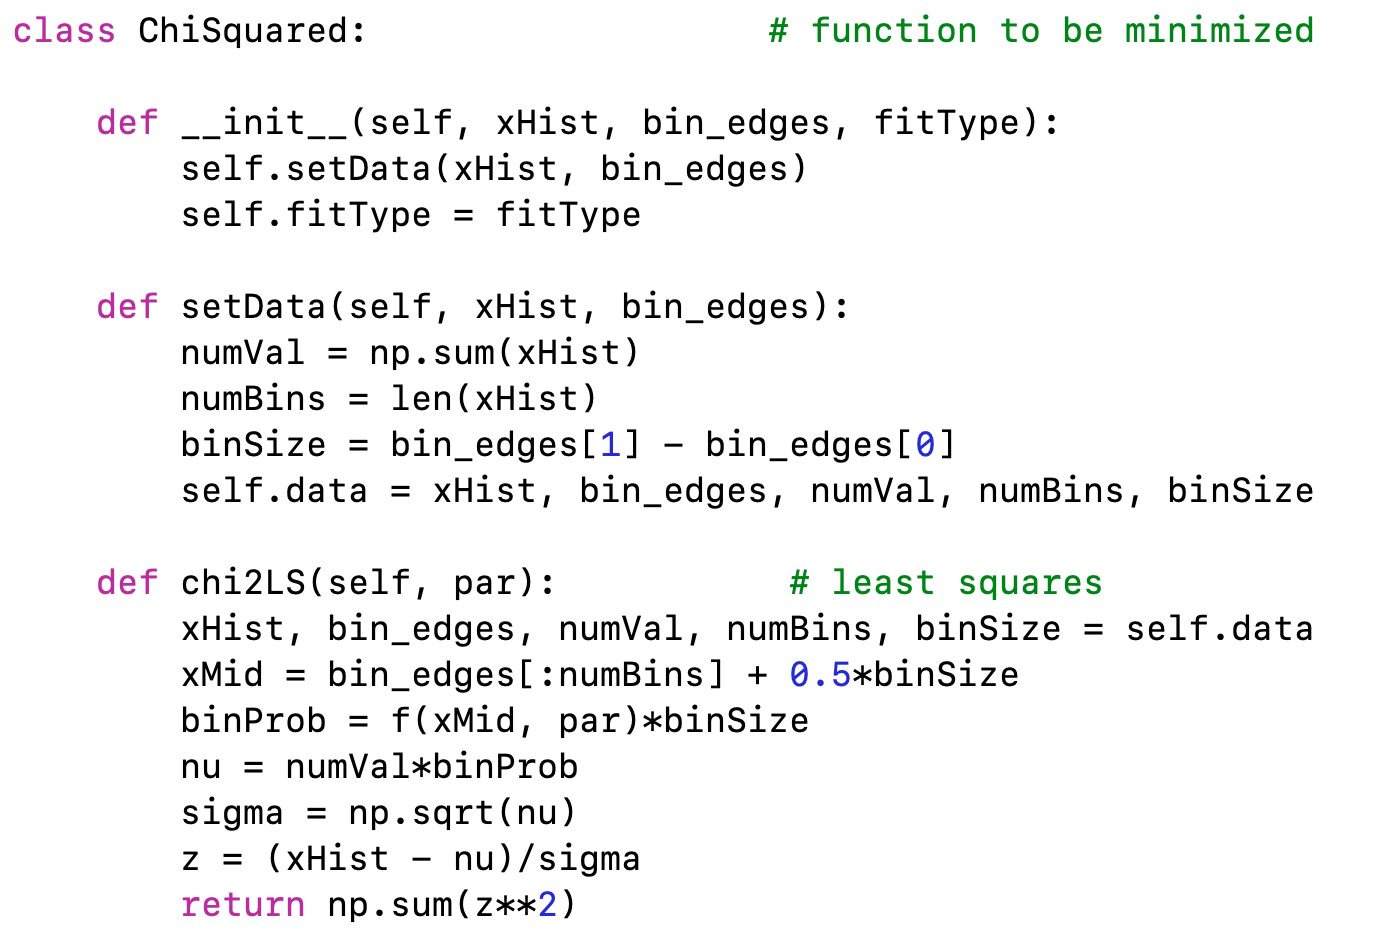 class ChiSquared:                   # function to be minimized

    def __init__(self, xHist, bin_edges, fitType):
        self.setData(xHist, bin_edges)
        self.fitType = fitType

    def setData(self, xHist, bin_edges):
        numVal = np.sum(xHist)
        numBins = len(xHist)
        binSize = bin_edges[1] - bin_edges[0]
        self.data = xHist, bin_edges, numVal, numBins, binSize

    def chi2LS(self, par):           # least squares
        xHist, bin_edges, numVal, numBins, binSize = self.data
        xMid = bin_edges[:numBins] + 0.5*binSize
        binProb = f(xMid, par)*binSize
        nu = numVal*binProb
        sigma = np.sqrt(nu)
        z = (xHist - nu)/sigma
        return np.sum(z**2)